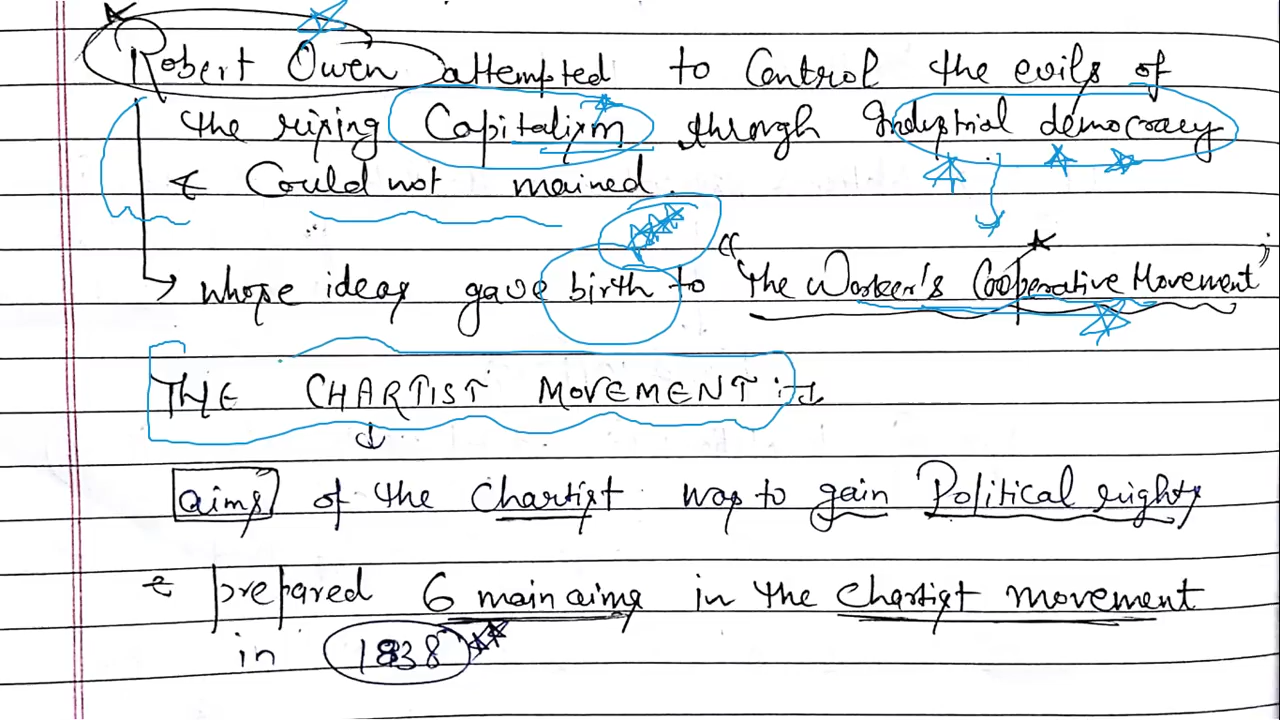 Robert Owen attempted to Control the evils of
the rising Capitalism through Industrial democracy
& Could not mained.
whose ideas gave birth to "the Worker's Cooperative Movement"
THE CHARTIST MOVEMENT :→
aims of the Chartist was to gain Political rights
& prepared 6 main aims in the Chartist movement
in 1838